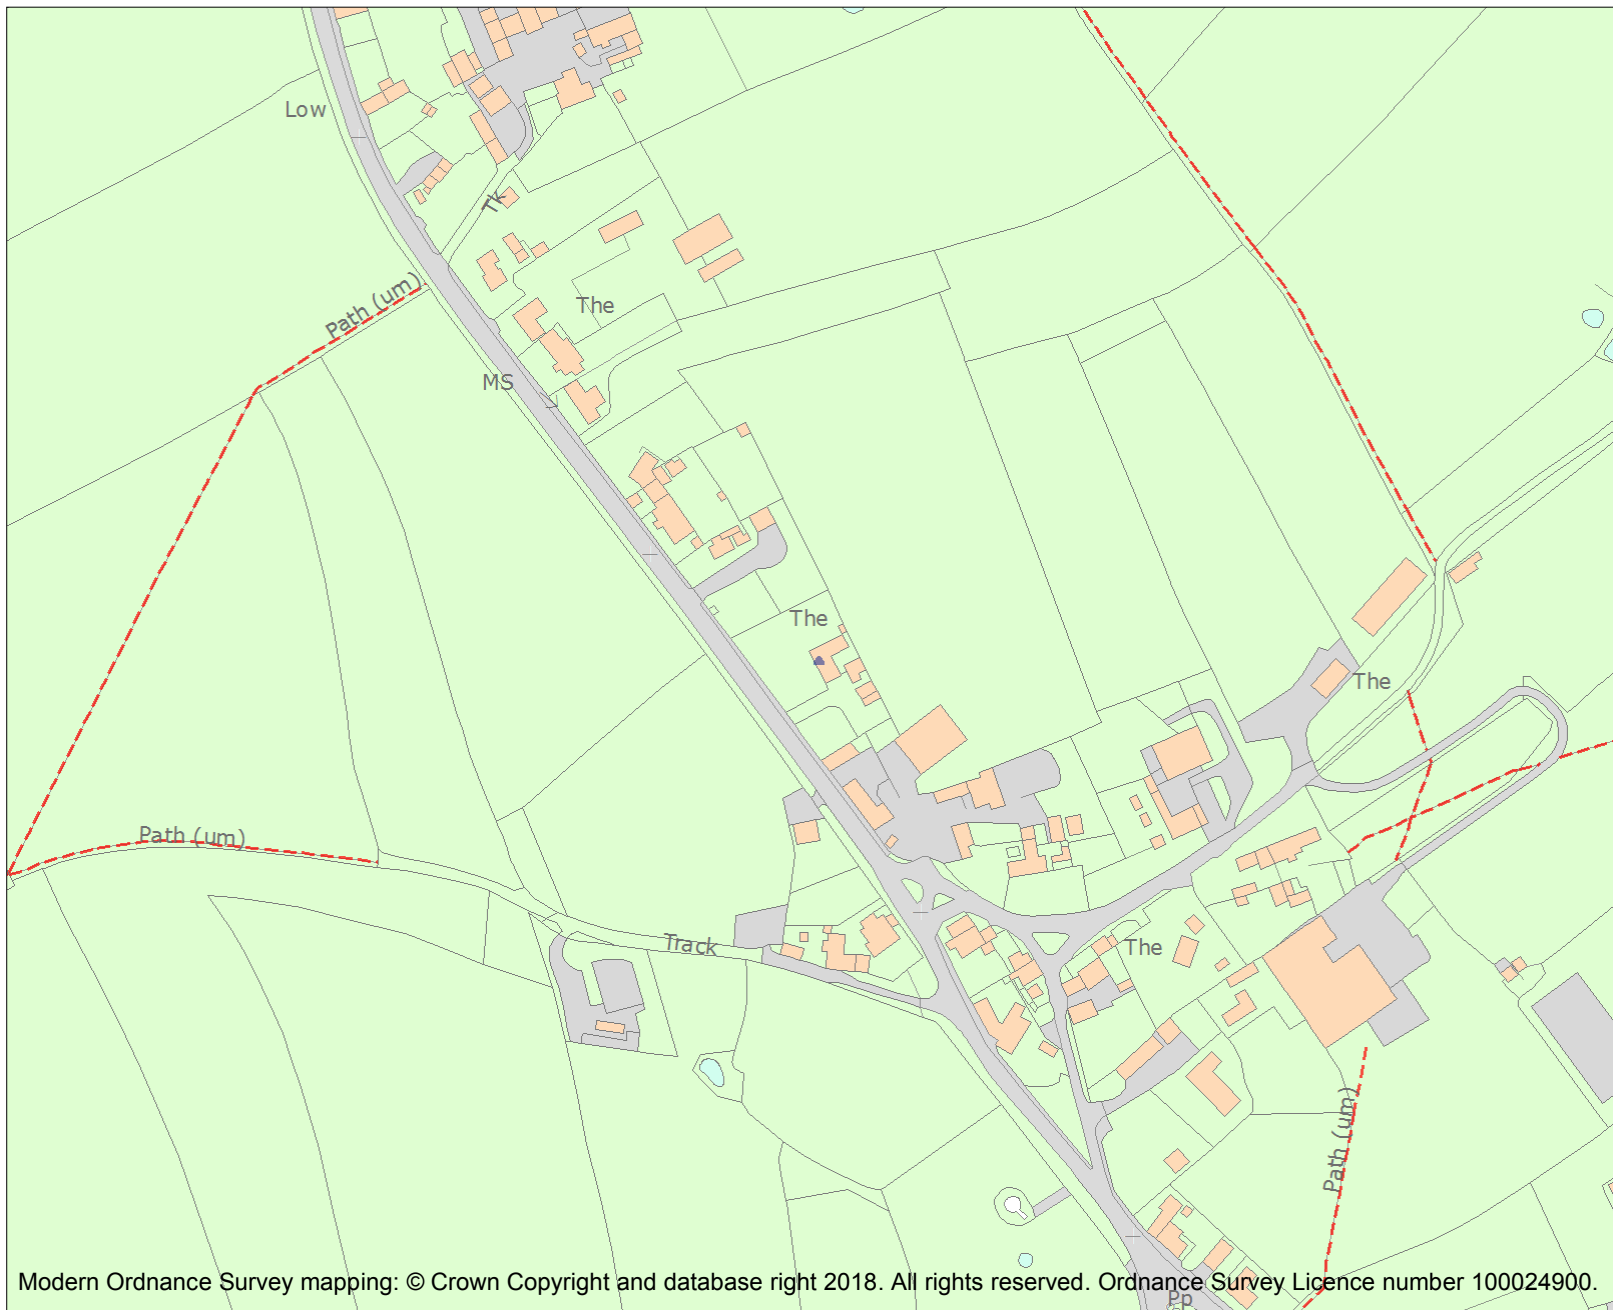 Low
Tk
Path (um)
The
MS
The
The
Path (um)
Track
The
Path (um)
Modern Ordnance Survey mapping: © Crown Copyright and database right 2018. All rights reserved. Ordnance Survey Licence number 100024900.
Pp